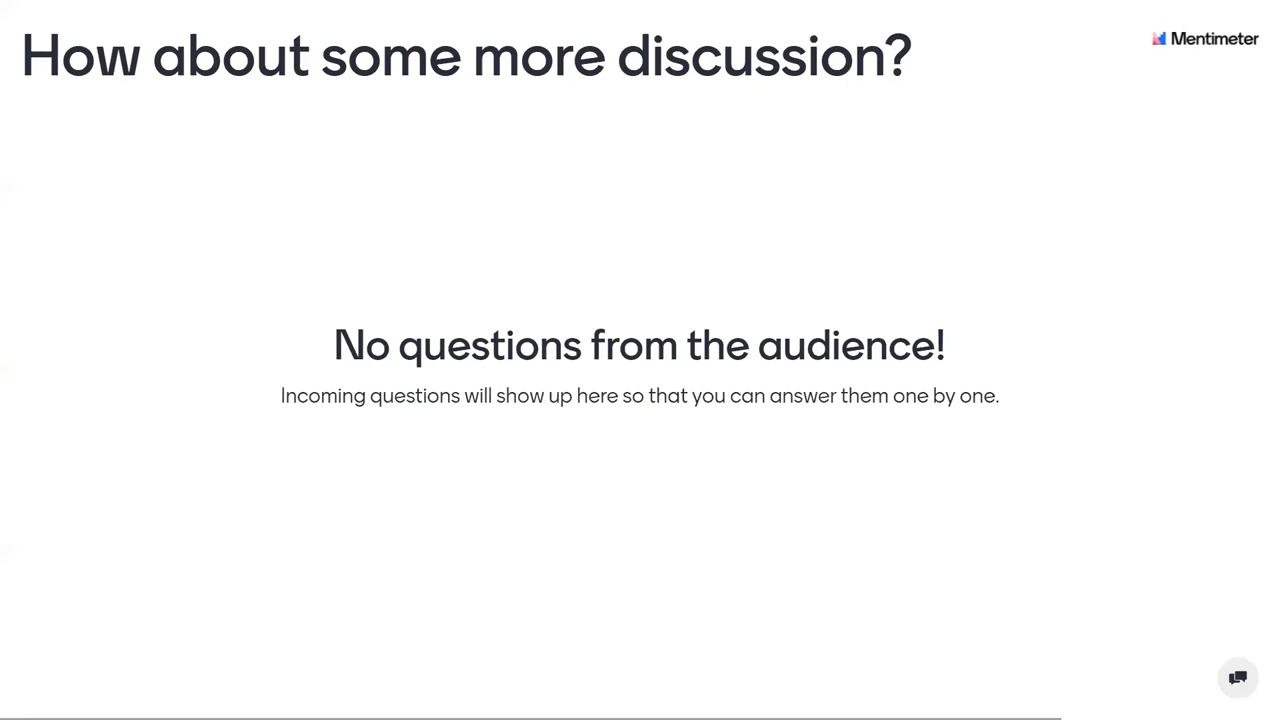 How about some more discussion?
Mentimeter
No questions from the audience!
Incoming questions will show up here so that you can answer them one by one.